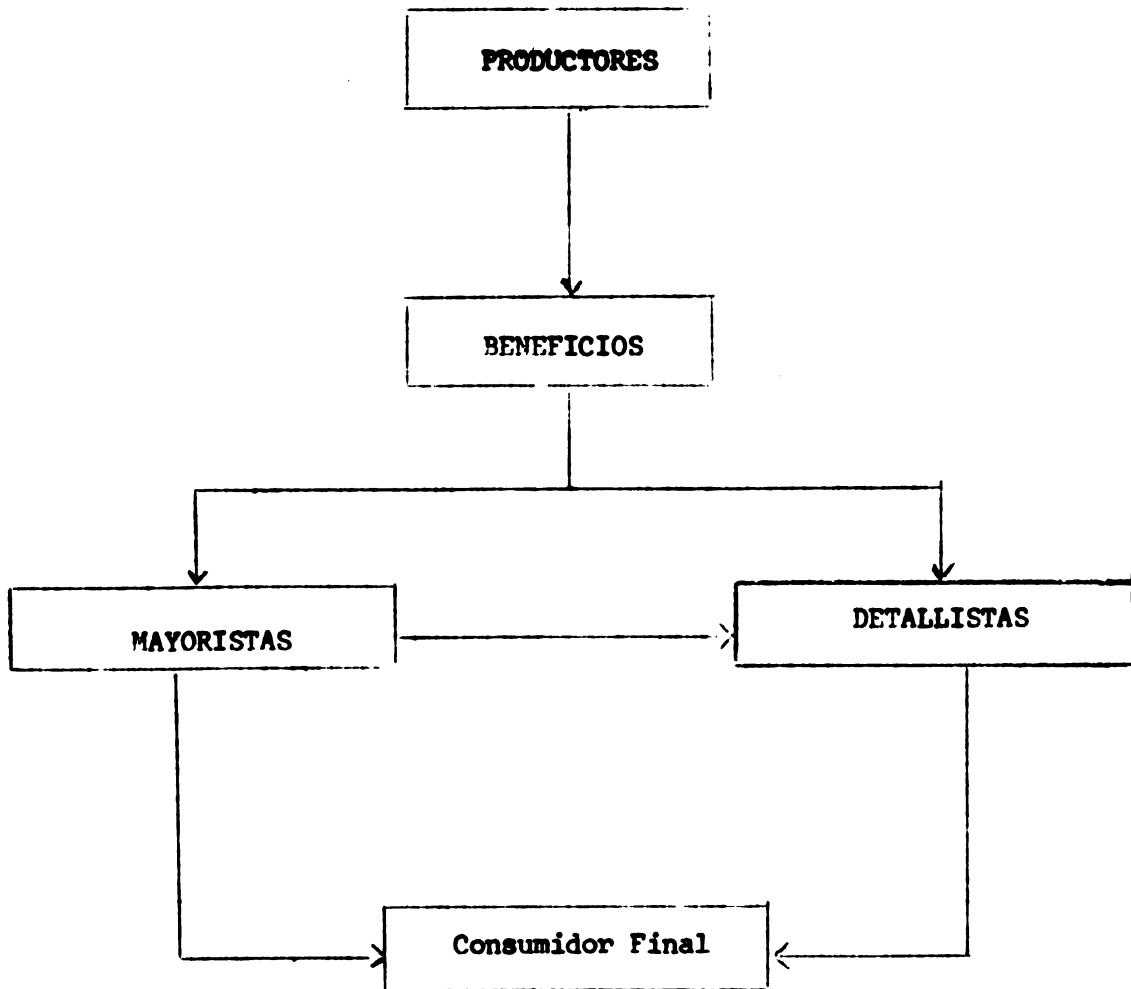 PRODUCTORES
BENEFICIOS
MAYORISTAS
DETALLISTAS
Consumidor Final